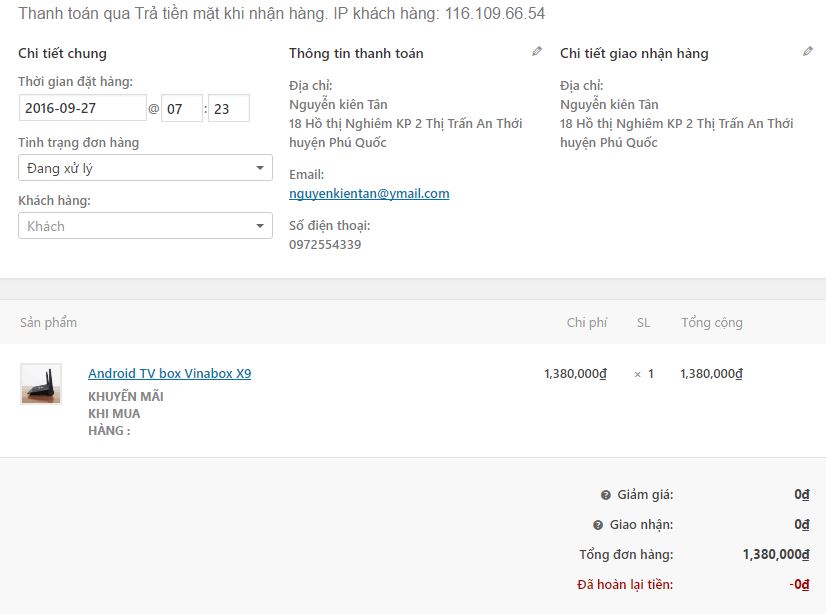 Thanh toán qua Trả tiền mặt khi nhận hàng. IP khách hàng: 116.109.66.54
Chi tiết chung
Thời gian đặt hàng:
2016-09-27 @ 07 : 23
Tình trạng đơn hàng
Đang xử lý
Khách hàng:
Khách
Thông tin thanh toán
Địa chỉ:
Nguyễn kiên Tân
18 Hồ thị Nghiêm KP 2 Thị Trấn An Thới
huyện Phú Quốc
Email:
nguyenkientan@ymail.com
Số điện thoại:
0972554339
Chi tiết giao nhận hàng
Địa chỉ:
Nguyễn kiên Tân
18 Hồ thị Nghiêm KP 2 Thị Trấn An Thới
huyện Phú Quốc
Sản phẩm Chi phí SL Tổng cộng
Android TV box Vinabox X9 1,380,000₫ × 1 1,380,000₫
KHUYẾN MÃI
KHI MUA
HÀNG :
Giảm giá: 0₫
Giao nhận: 0₫
Tổng đơn hàng: 1,380,000₫
Đã hoàn lại tiền: -0₫